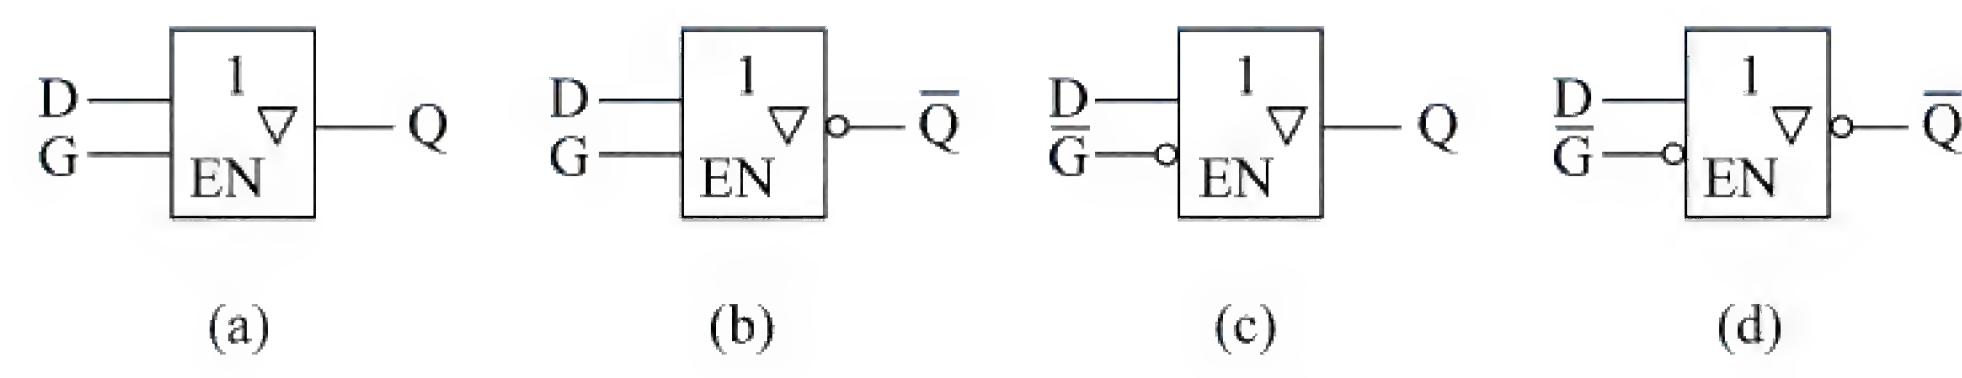 1 1 1 1
D D D D
Q Q̅ Q Q̅
G G G̅ G̅
EN EN EN EN
(a) (b) (c) (d)